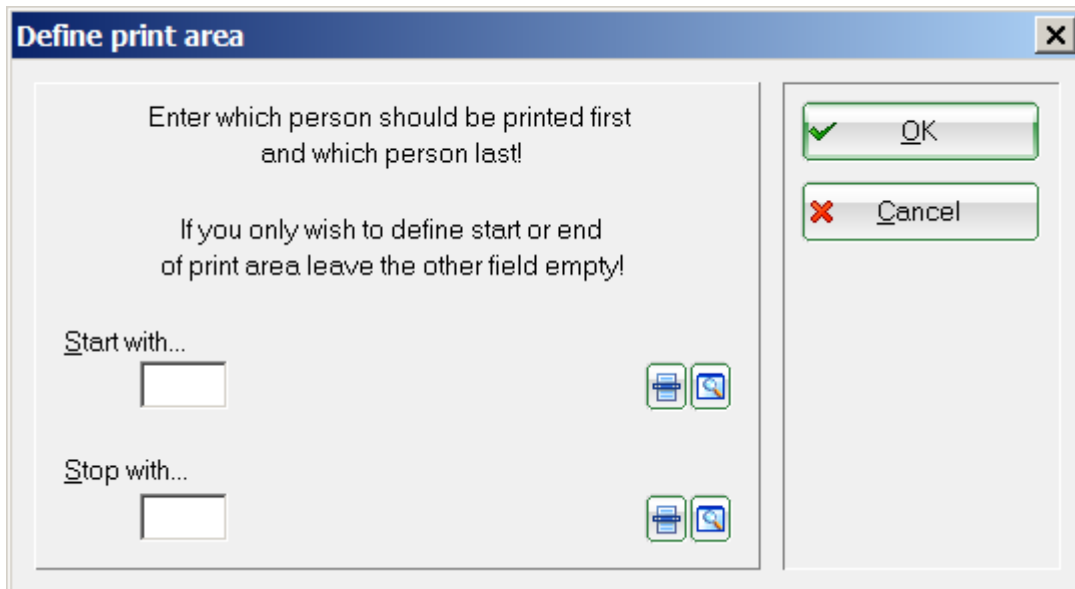 Define print area
Enter which person should be printed first
and which person last!
If you only wish to define start or end
of print area leave the other field empty!
Start with...
Stop with...
OK
Cancel